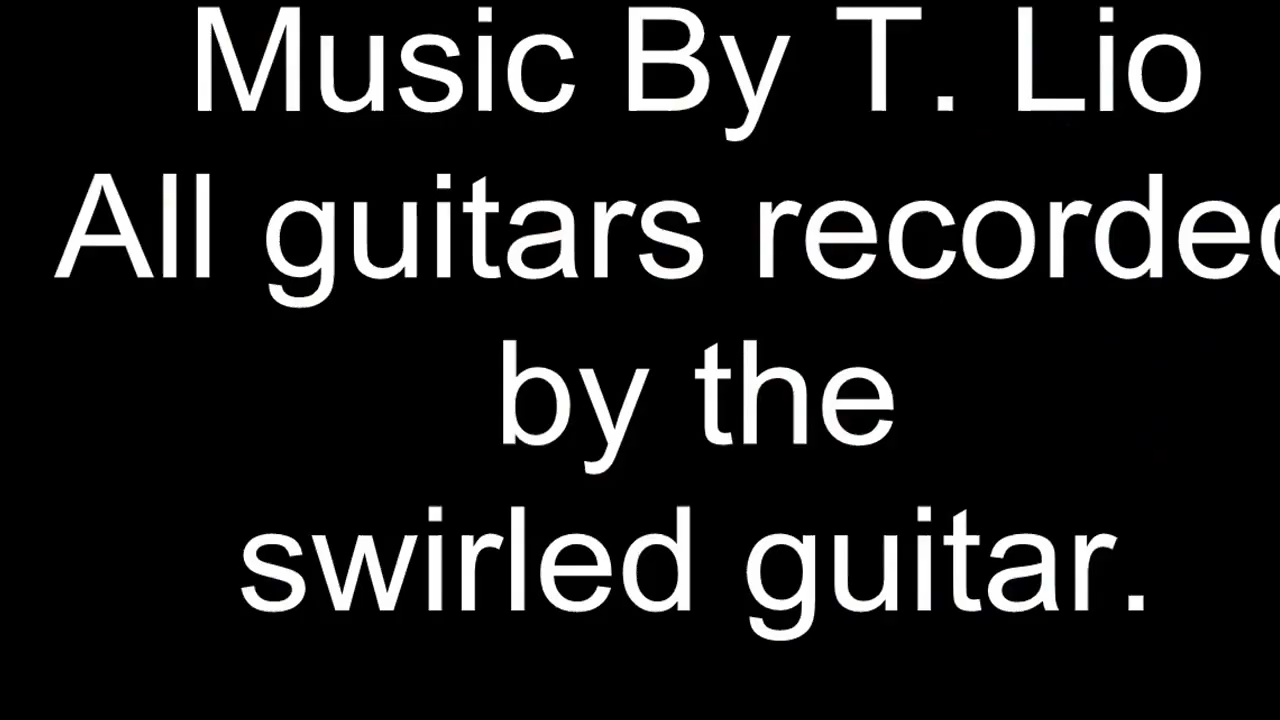 Music By T. Lio
All guitars recorded
by the
swirled guitar.